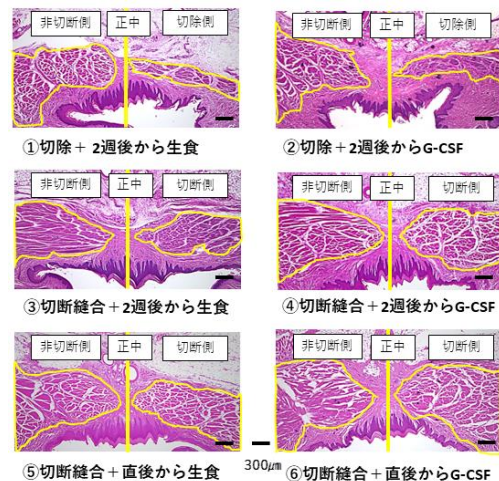 非切断側 正中 切除側
非切断側 正中 切除側
①切除+ 2週後から生食
②切除+ 2週後からG-CSF
非切断側 正中 切断側
非切断側 正中 切断側
③切断縫合+2週後から生食
④切断縫合+2週後からG-CSF
非切断側 正中 切断側
非切断側 正中 切断側
⑤切断縫合+直後から生食
300㎛
⑥切断縫合+直後からG-CSF